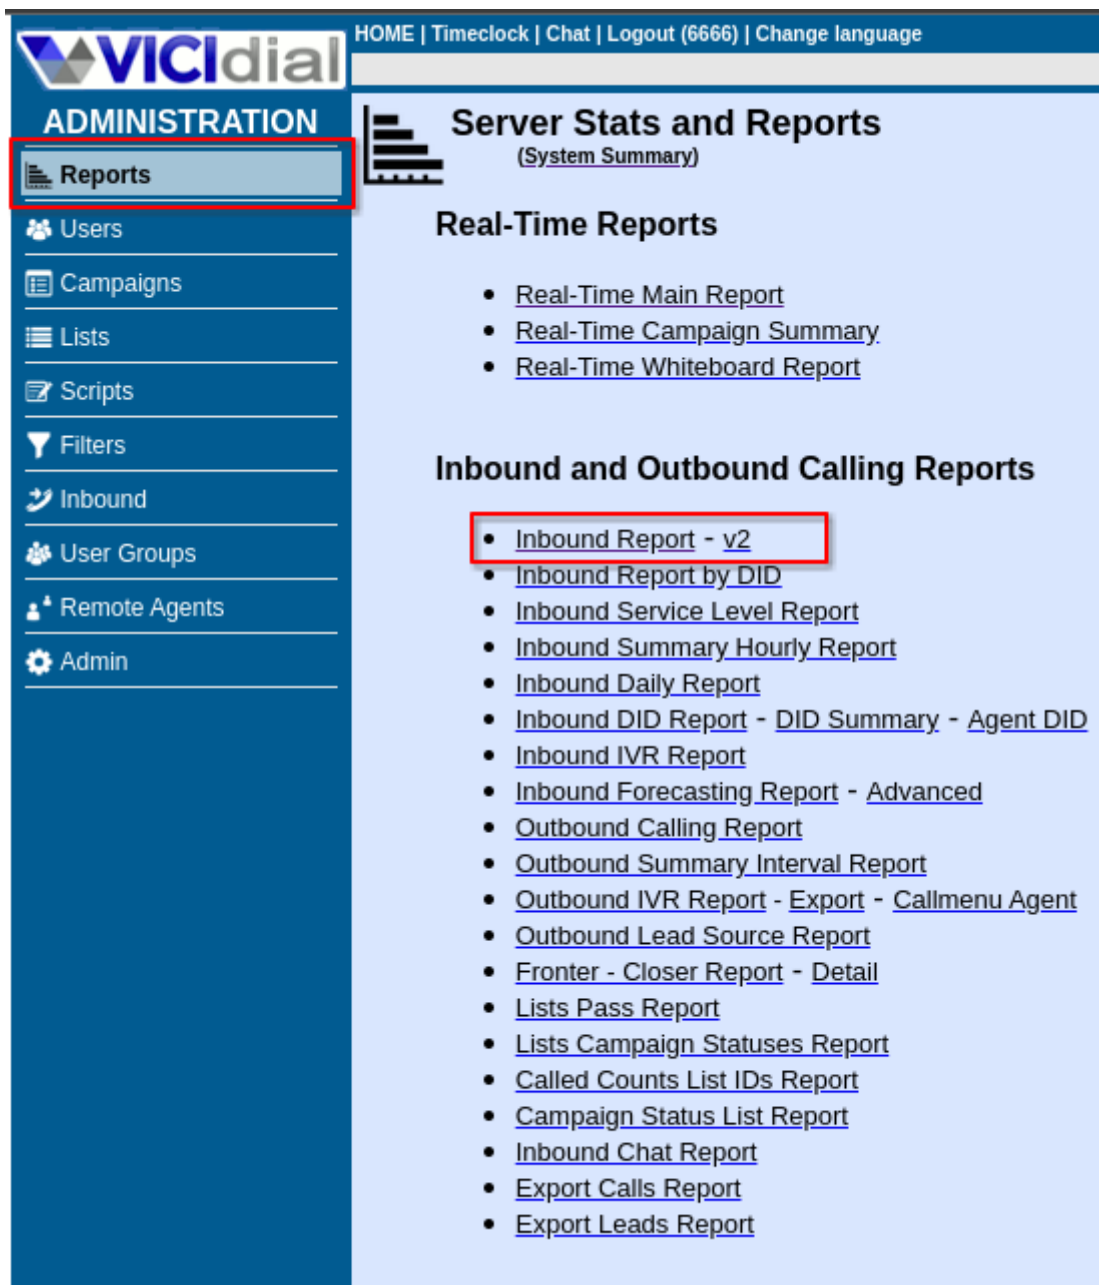 VICIdial
HOME | Timeclock | Chat | Logout (6666) | Change language
ADMINISTRATION
Reports
Users
Campaigns
Lists
Scripts
Filters
Inbound
User Groups
Remote Agents
Admin
Server Stats and Reports
(System Summary)
Real-Time Reports
Real-Time Main Report
Real-Time Campaign Summary
Real-Time Whiteboard Report
Inbound and Outbound Calling Reports
Inbound Report - v2
Inbound Report by DID
Inbound Service Level Report
Inbound Summary Hourly Report
Inbound Daily Report
Inbound DID Report - DID Summary - Agent DID
Inbound IVR Report
Inbound Forecasting Report - Advanced
Outbound Calling Report
Outbound Summary Interval Report
Outbound IVR Report - Export - Callmenu Agent
Outbound Lead Source Report
Fronter - Closer Report - Detail
Lists Pass Report
Lists Campaign Statuses Report
Called Counts List IDs Report
Campaign Status List Report
Inbound Chat Report
Export Calls Report
Export Leads Report